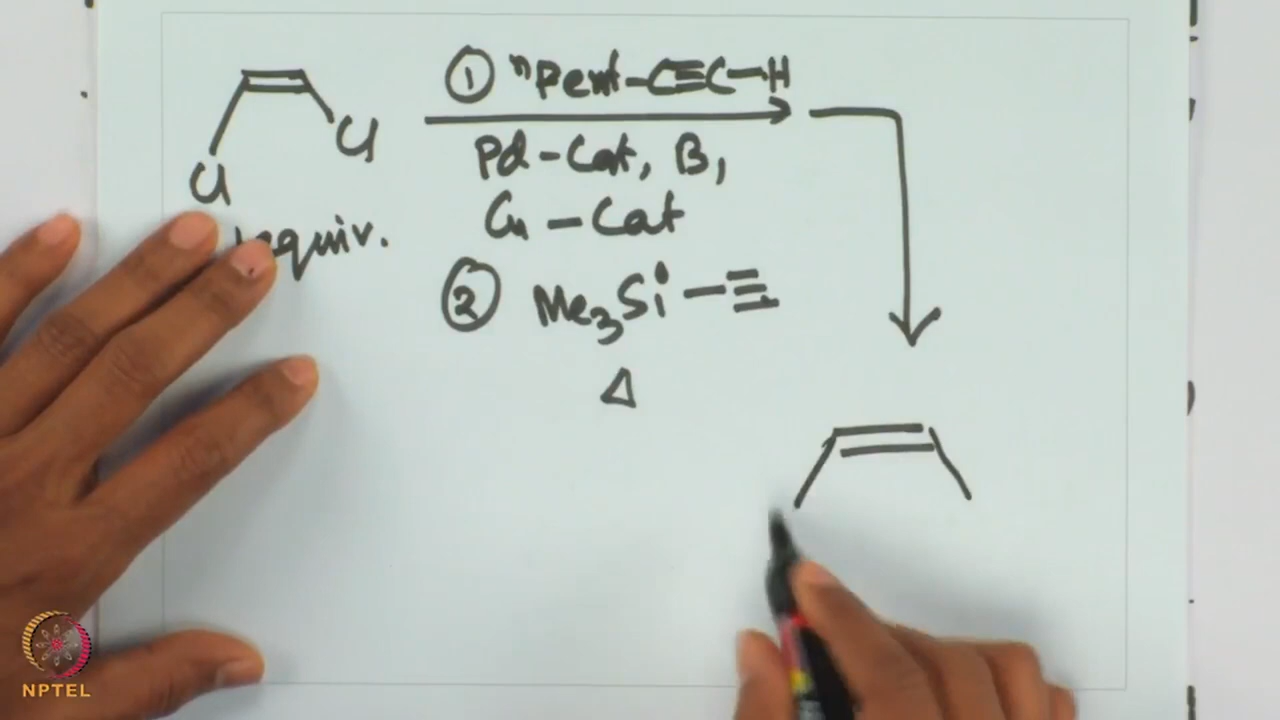 ① nPent-C≡C-H
Cl
Pd-Cat, B,
Cl
Cu-Cat
equiv.
② Me3Si-≡
Δ
NPTEL